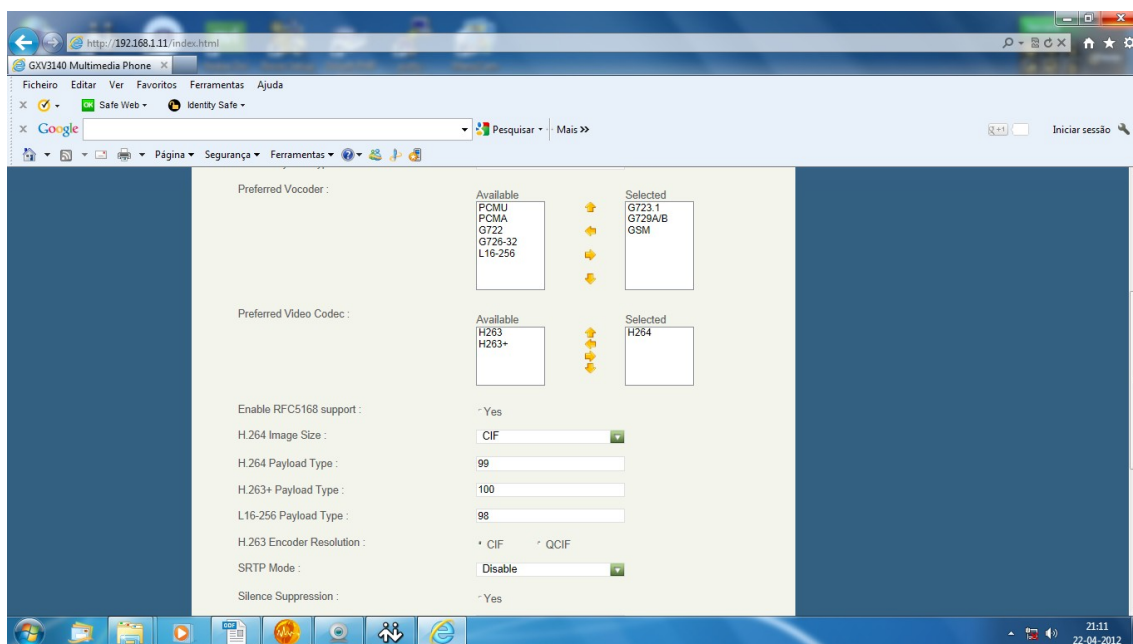 http://192.168.1.11/index.html
GXV3140 Multimedia Phone
Ficheiro Editar Ver Favoritos Ferramentas Ajuda
Safe Web Identity Safe
Google Pesquisar Mais Iniciar sessão
Página Segurança Ferramentas
Preferred Vocoder :
Available Selected
PCMU G723.1
PCMA G729A/B
G722 GSM
G726-32
L16-256
Preferred Video Codec :
Available Selected
H263 H264
H263+
Enable RFC5168 support : Yes
H.264 Image Size : CIF
H.264 Payload Type : 99
H.263+ Payload Type : 100
L16-256 Payload Type : 98
H.263 Encoder Resolution : CIF QCIF
SRTP Mode : Disable
Silence Suppression : Yes
21:11
22-04-2012